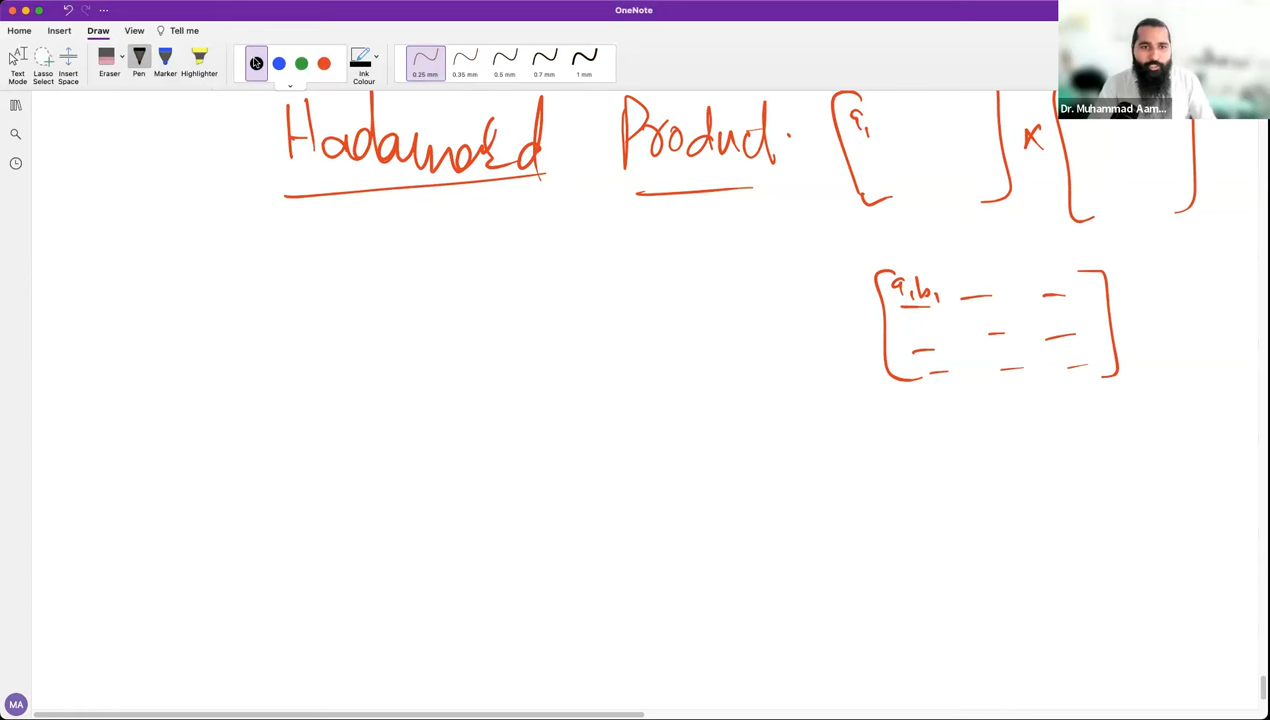 OneNote
Home Insert Draw View Tell me
Text Mode
Lasso Select
Insert Space
Eraser
Pen
Marker
Highlighter
Ink Colour
0.25 mm
0.35 mm
0.5 mm
0.7 mm
1 mm
Dr. Muhammad Aam...
Hadamard Product. [a₁ ] × [ ]
[a₁b₁ — —
— — —
— — —]
MA